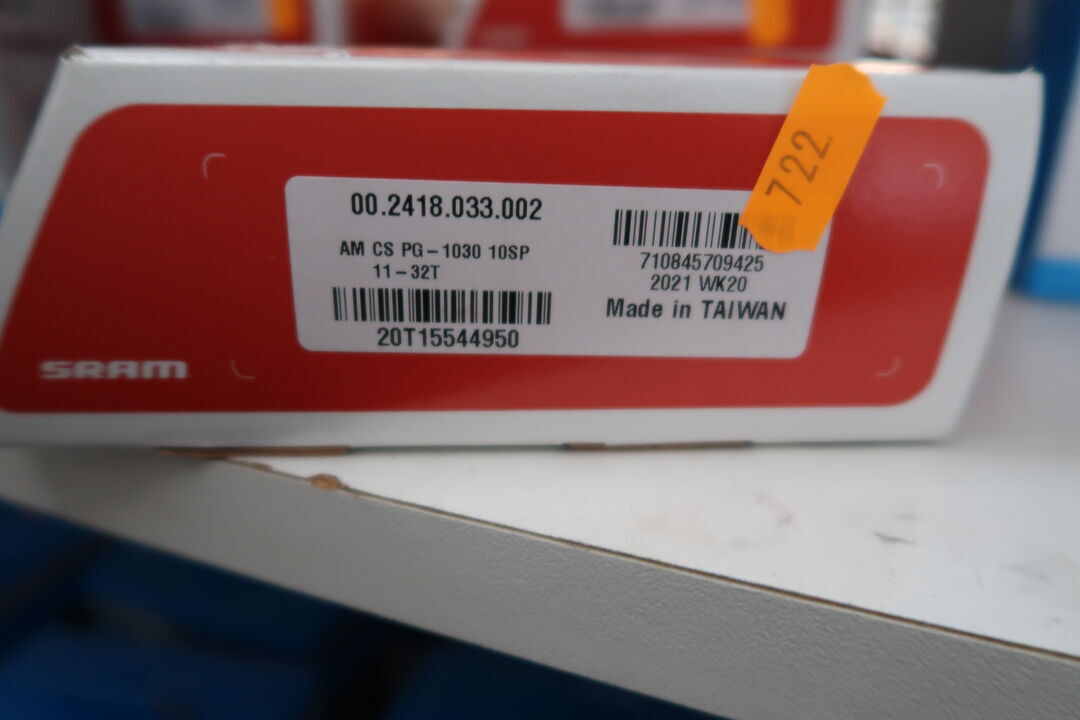 722
00.2418.033.002
AM CS PG-1030 10SP
11-32T
20T15544950
710845709425
2021 WK20
Made in TAIWAN
SRAM